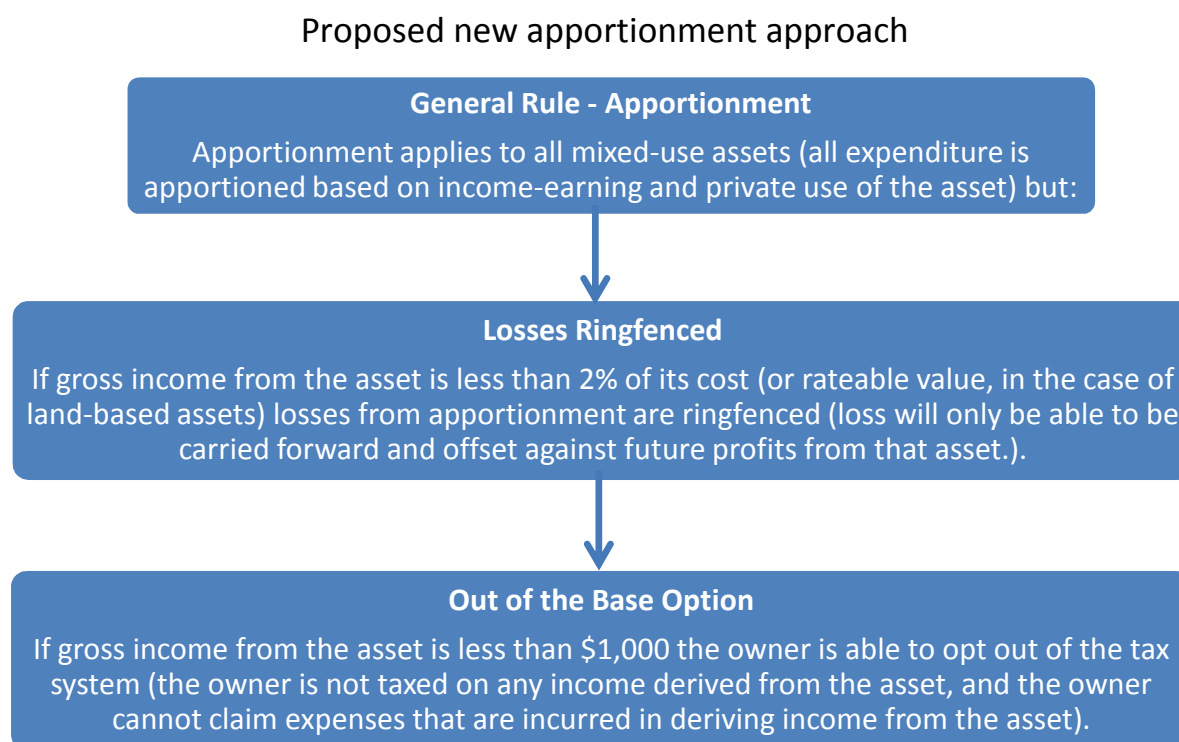 Proposed new apportionment approach
General Rule - Apportionment
Apportionment applies to all mixed-use assets (all expenditure is
apportioned based on income-earning and private use of the asset) but:
Losses Ringfenced
If gross income from the asset is less than 2% of its cost (or rateable value, in the case of
land-based assets) losses from apportionment are ringfenced (loss will only be able to be
carried forward and offset against future profits from that asset.).
Out of the Base Option
If gross income from the asset is less than $1,000 the owner is able to opt out of the tax
system (the owner is not taxed on any income derived from the asset, and the owner
cannot claim expenses that are incurred in deriving income from the asset).